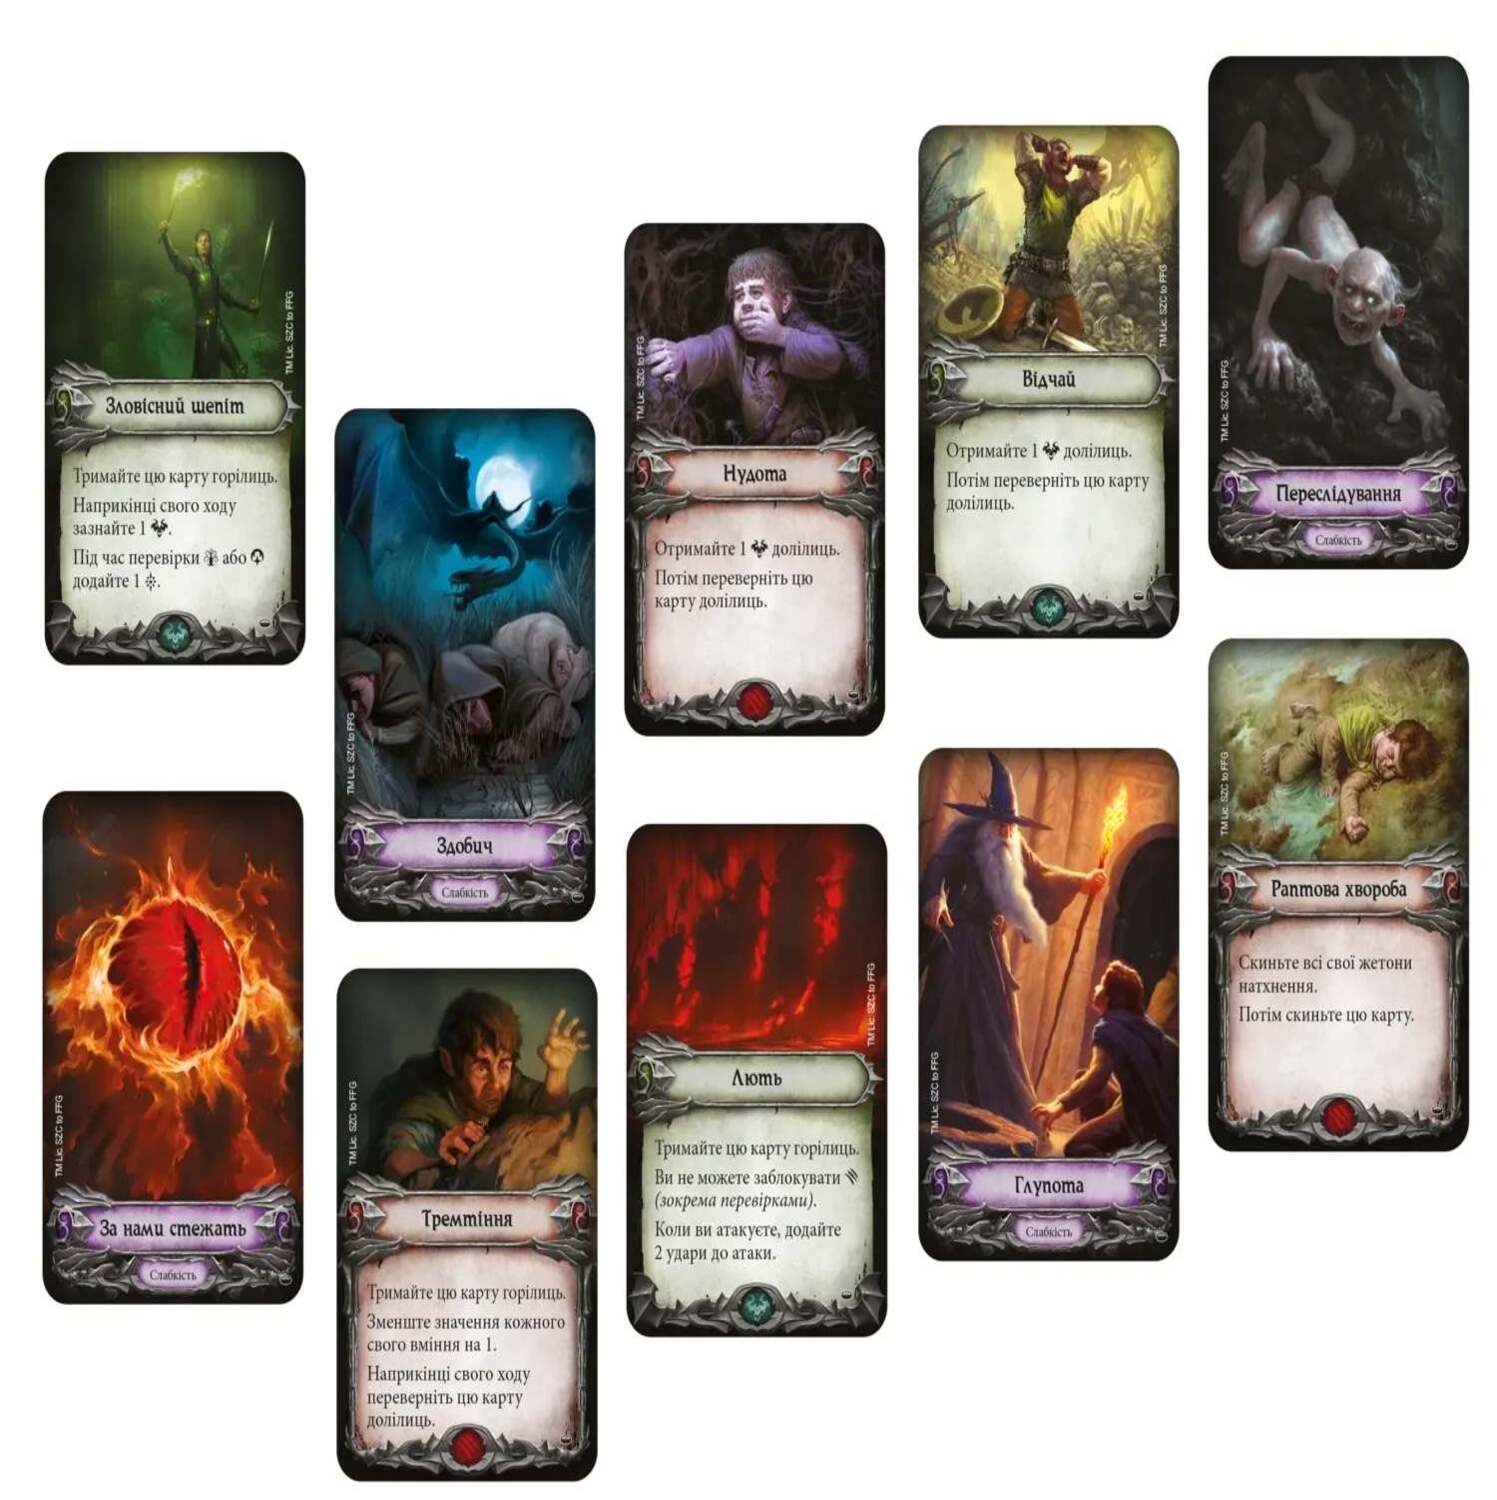 Зловісний шепіт
Тримайте цю карту горілиць.
Наприкінці свого ходу
зазнайте 1 .
Під час перевірки або
додайте 1 .
TM Lic. SZC to FFG
Здобич
Слабкість
TM Lic. SZC to FFG
Нудота
Отримайте 1 долілиць.
Потім переверніть цю
карту долілиць.
TM Lic. SZC to FFG
Відчай
Отримайте 1 долілиць.
Потім переверніть цю карту
долілиць.
TM Lic. SZC to FFG
Переслідування
Слабкість
TM Lic. SZC to FFG
За нами стежать
Слабкість
TM Lic. SZC to FFG
Тремтіння
Тримайте цю карту горілиць.
Зменште значення кожного
свого вміння на 1.
Наприкінці свого ходу
переверніть цю карту
долілиць.
TM Lic. SZC to FFG
Лють
Тримайте цю карту горілиць.
Ви не можете заблокувати
(зокрема перевірками).
Коли ви атакуєте, додайте
2 удари до атаки.
TM Lic. SZC to FFG
Глупота
Слабкість
TM Lic. SZC to FFG
Раптова хвороба
Скиньте всі свої жетони
натхнення.
Потім скиньте цю карту.
TM Lic. SZC to FFG